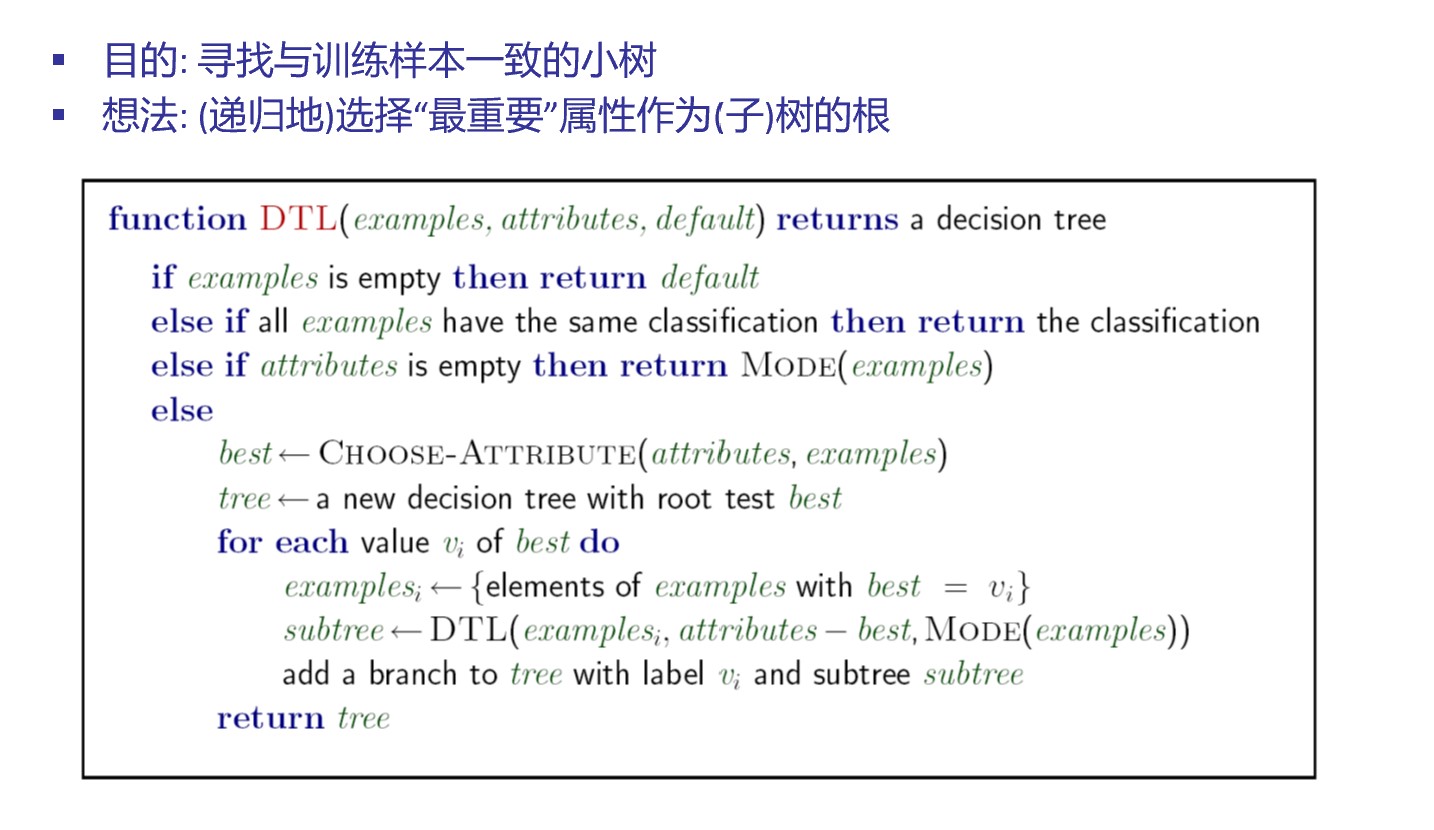 ▪ 目的: 寻找与训练样本一致的小树
▪ 想法: (递归地)选择“最重要”属性作为(子)树的根
function DTL(examples, attributes, default) returns a decision tree
if examples is empty then return default
else if all examples have the same classification then return the classification
else if attributes is empty then return MODE(examples)
else
best ← CHOOSE-ATTRIBUTE(attributes, examples)
tree ← a new decision tree with root test best
for each value vᵢ of best do
examplesᵢ ← {elements of examples with best = vᵢ}
subtree ← DTL(examplesᵢ, attributes − best, MODE(examples))
add a branch to tree with label vᵢ and subtree subtree
return tree